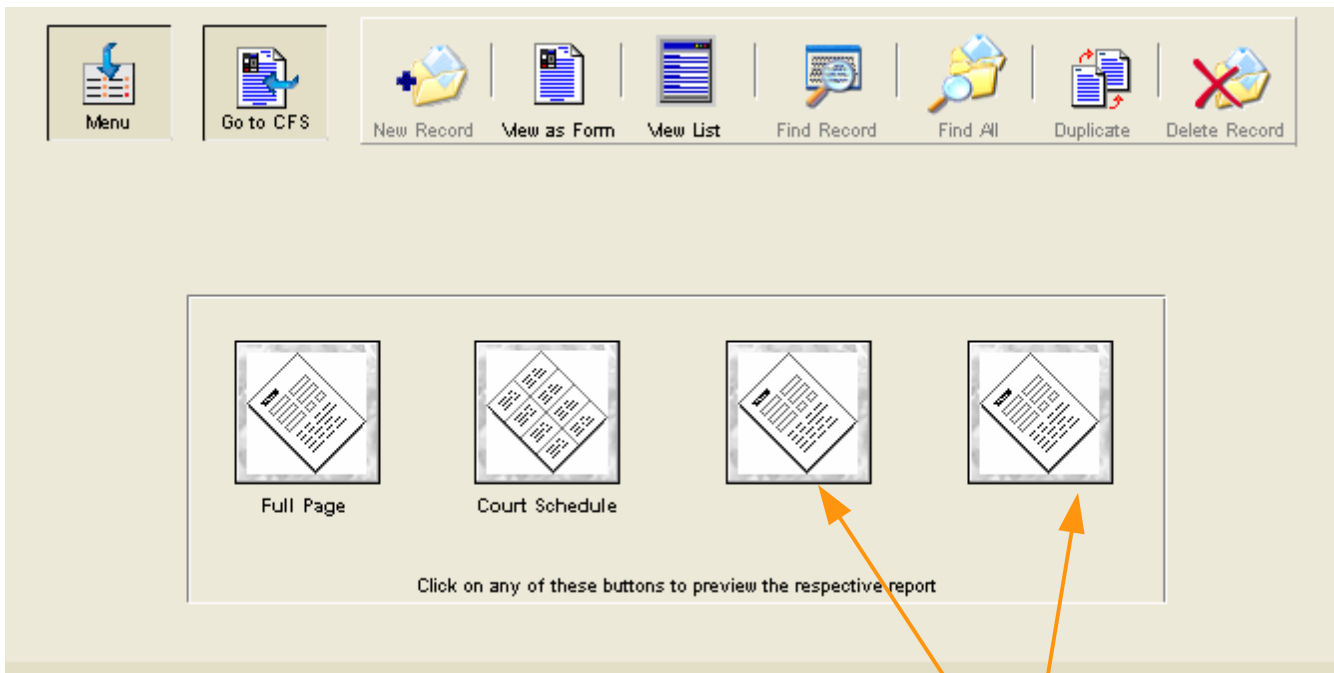 Menu
Go to CFS
New Record
View as Form
View List
Find Record
Find All
Duplicate
Delete Record
Full Page
Court Schedule
Click on any of these buttons to preview the respective report